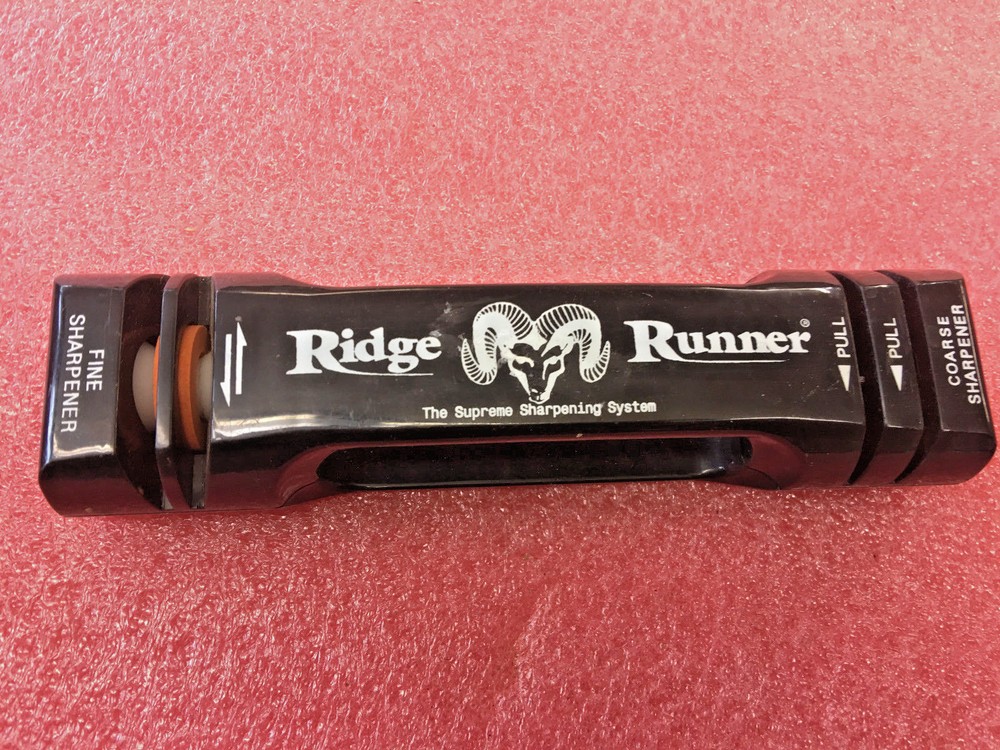 FINE
SHARPENER
Ridge Runner®
The Supreme Sharpening System
PULL
PULL
COARSE
SHARPENER